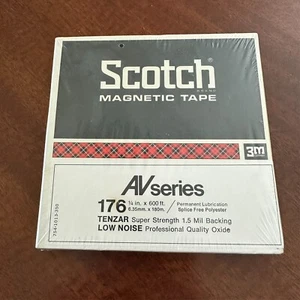 Scotch
BRAND
MAGNETIC TAPE
3M
AV series
176 ¼ in. x 600 ft. / Permanent Lubrication
6.35mm. x 180m. / Splice Free Polyester
TENZAR Super Strength 1.5 Mil Backing
LOW NOISE Professional Quality Oxide